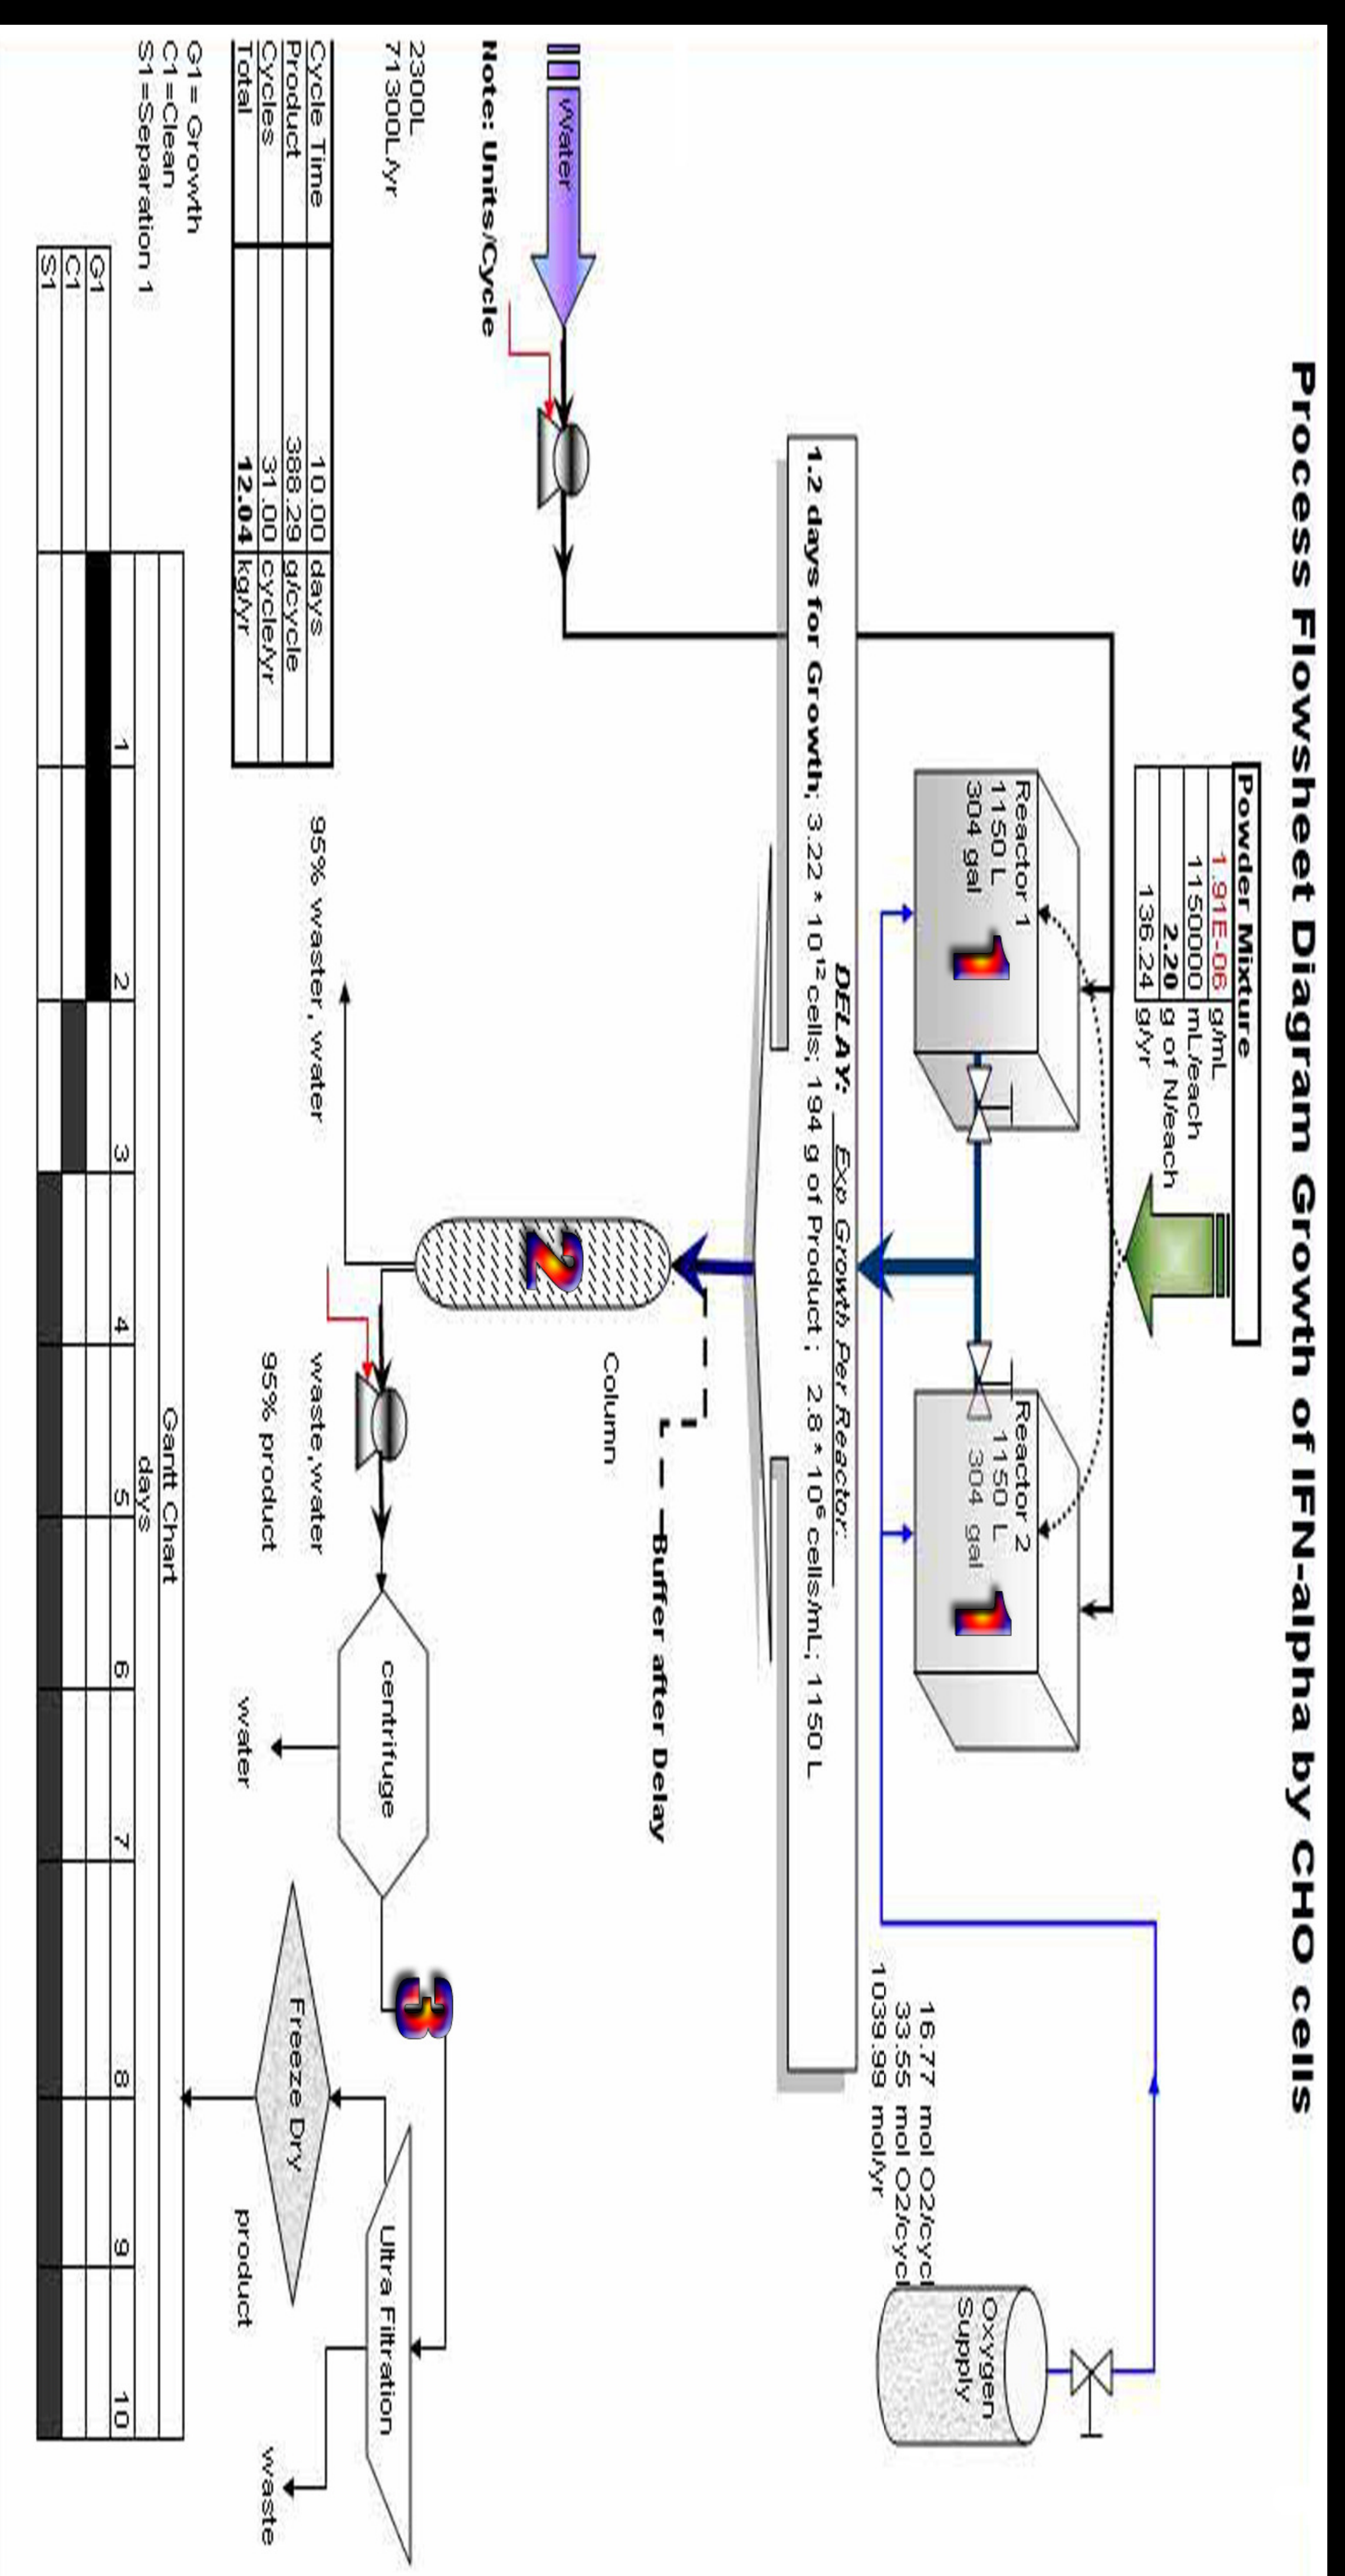 Process Flowsheet Diagram Growth of IFN-alpha by CHO cells
Powder Mixture
1.91E-06 g/mL
1150000 mL/each
2.20 g of N/each
136.24 g/yr
Reactor 1
1150 L
304 gal
1
Reactor 2
1150 L
304 gal
1
Oxygen
Supply
16.77 mol O2/cycl
33.55 mol O2/cycl
1039.99 mol/yr
DELAY: Exp Growth Per Reactor:
1.2 days for Growth; 3.22 * 10¹² cells; 194 g of Product ; 2.8 * 10⁶ cells/mL; 1150 L
Water
Note: Units/Cycle
2300L
71300L/yr
Buffer after Delay
Column
2
Cycle Time 10.00 days
Product 388.29 g/cycle
Cycles 31.00 cycle/yr
Total 12.04 kg/yr
95% waster, water
waste,water
95% product
centrifuge
water
3
Ultra Filtration
Freeze Dry
product
waste
G1= Growth
C1=Clean
S1=Separation 1
Gantt Chart
days
1 2 3 4 5 6 7 8 9 10
G1
C1
S1